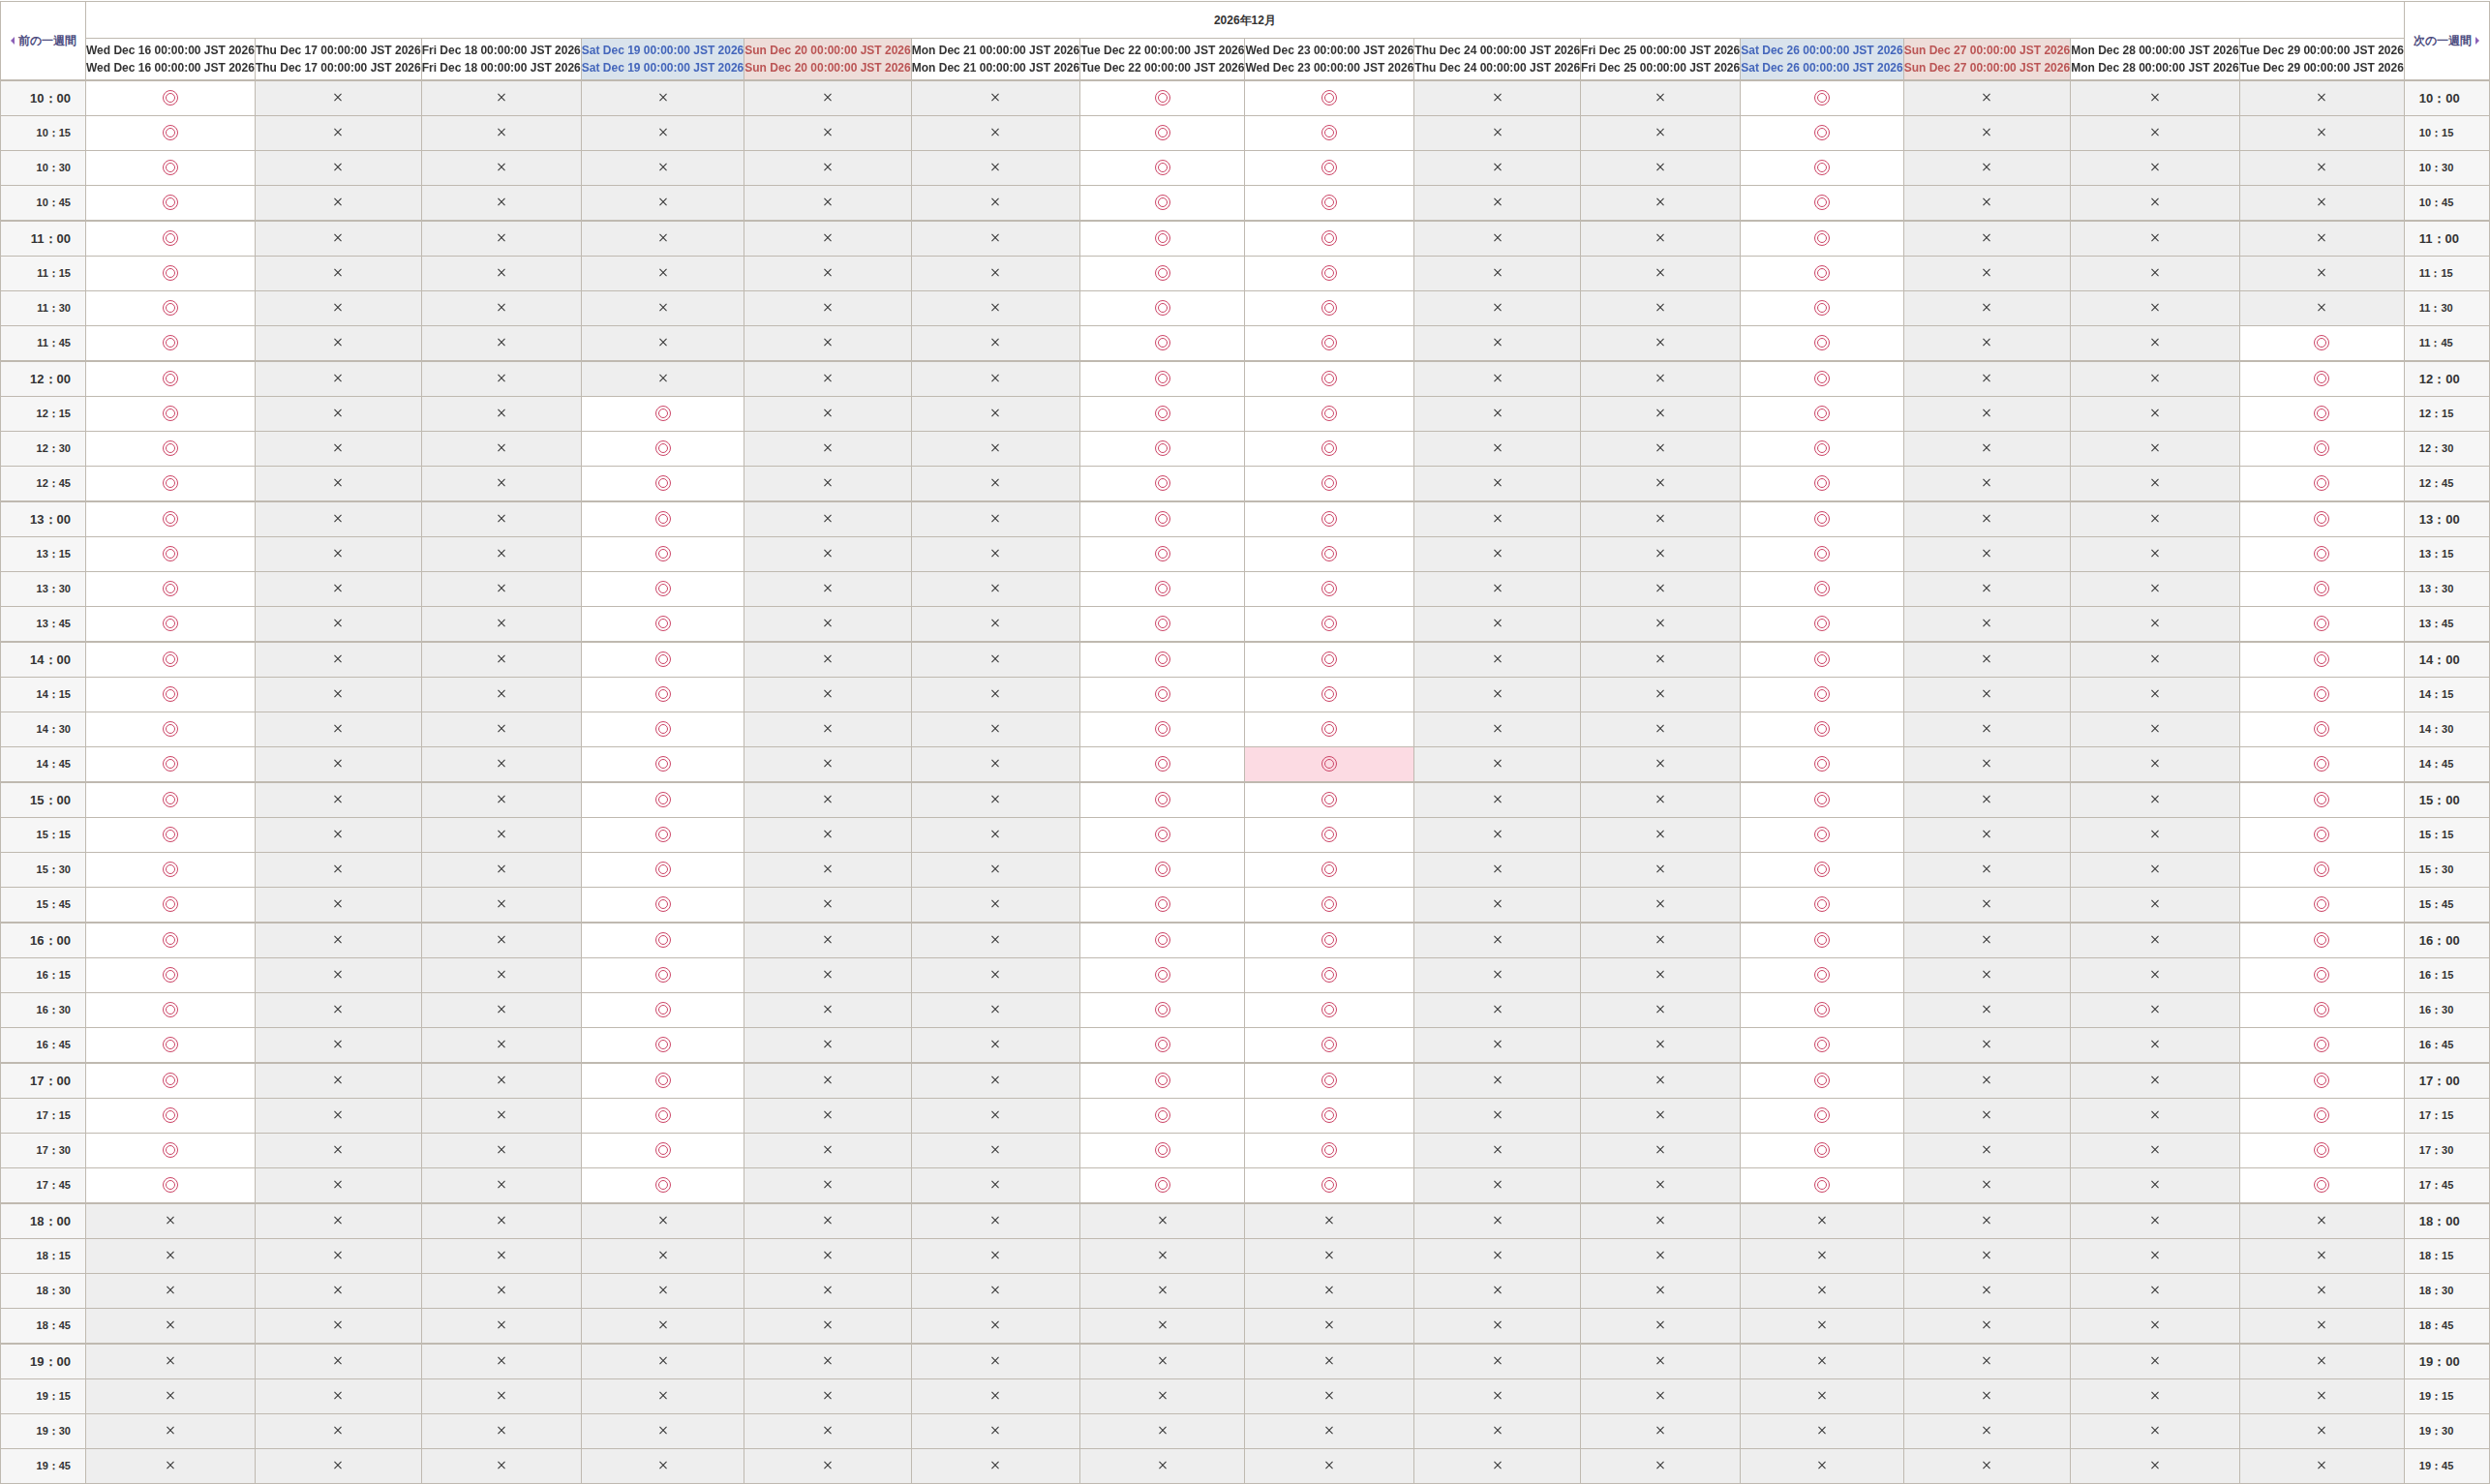 2026年12月
前の一週間 次の一週間
Wed Dec 16 00:00:00 JST 2026 Thu Dec 17 00:00:00 JST 2026 Fri Dec 18 00:00:00 JST 2026 Sat Dec 19 00:00:00 JST 2026 Sun Dec 20 00:00:00 JST 2026 Mon Dec 21 00:00:00 JST 2026 Tue Dec 22 00:00:00 JST 2026 Wed Dec 23 00:00:00 JST 2026 Thu Dec 24 00:00:00 JST 2026 Fri Dec 25 00:00:00 JST 2026 Sat Dec 26 00:00:00 JST 2026 Sun Dec 27 00:00:00 JST 2026 Mon Dec 28 00:00:00 JST 2026 Tue Dec 29 00:00:00 JST 2026
Wed Dec 16 00:00:00 JST 2026 Thu Dec 17 00:00:00 JST 2026 Fri Dec 18 00:00:00 JST 2026 Sat Dec 19 00:00:00 JST 2026 Sun Dec 20 00:00:00 JST 2026 Mon Dec 21 00:00:00 JST 2026 Tue Dec 22 00:00:00 JST 2026 Wed Dec 23 00:00:00 JST 2026 Thu Dec 24 00:00:00 JST 2026 Fri Dec 25 00:00:00 JST 2026 Sat Dec 26 00:00:00 JST 2026 Sun Dec 27 00:00:00 JST 2026 Mon Dec 28 00:00:00 JST 2026 Tue Dec 29 00:00:00 JST 2026
10：00 ◎ × × × × × ◎ ◎ × × ◎ × × × 10：00
10：15 ◎ × × × × × ◎ ◎ × × ◎ × × × 10：15
10：30 ◎ × × × × × ◎ ◎ × × ◎ × × × 10：30
10：45 ◎ × × × × × ◎ ◎ × × ◎ × × × 10：45
11：00 ◎ × × × × × ◎ ◎ × × ◎ × × × 11：00
11：15 ◎ × × × × × ◎ ◎ × × ◎ × × × 11：15
11：30 ◎ × × × × × ◎ ◎ × × ◎ × × × 11：30
11：45 ◎ × × × × × ◎ ◎ × × ◎ × × ◎ 11：45
12：00 ◎ × × × × × ◎ ◎ × × ◎ × × ◎ 12：00
12：15 ◎ × × ◎ × × ◎ ◎ × × ◎ × × ◎ 12：15
12：30 ◎ × × ◎ × × ◎ ◎ × × ◎ × × ◎ 12：30
12：45 ◎ × × ◎ × × ◎ ◎ × × ◎ × × ◎ 12：45
13：00 ◎ × × ◎ × × ◎ ◎ × × ◎ × × ◎ 13：00
13：15 ◎ × × ◎ × × ◎ ◎ × × ◎ × × ◎ 13：15
13：30 ◎ × × ◎ × × ◎ ◎ × × ◎ × × ◎ 13：30
13：45 ◎ × × ◎ × × ◎ ◎ × × ◎ × × ◎ 13：45
14：00 ◎ × × ◎ × × ◎ ◎ × × ◎ × × ◎ 14：00
14：15 ◎ × × ◎ × × ◎ ◎ × × ◎ × × ◎ 14：15
14：30 ◎ × × ◎ × × ◎ ◎ × × ◎ × × ◎ 14：30
14：45 ◎ × × ◎ × × ◎ ◎ × × ◎ × × ◎ 14：45
15：00 ◎ × × ◎ × × ◎ ◎ × × ◎ × × ◎ 15：00
15：15 ◎ × × ◎ × × ◎ ◎ × × ◎ × × ◎ 15：15
15：30 ◎ × × ◎ × × ◎ ◎ × × ◎ × × ◎ 15：30
15：45 ◎ × × ◎ × × ◎ ◎ × × ◎ × × ◎ 15：45
16：00 ◎ × × ◎ × × ◎ ◎ × × ◎ × × ◎ 16：00
16：15 ◎ × × ◎ × × ◎ ◎ × × ◎ × × ◎ 16：15
16：30 ◎ × × ◎ × × ◎ ◎ × × ◎ × × ◎ 16：30
16：45 ◎ × × ◎ × × ◎ ◎ × × ◎ × × ◎ 16：45
17：00 ◎ × × ◎ × × ◎ ◎ × × ◎ × × ◎ 17：00
17：15 ◎ × × ◎ × × ◎ ◎ × × ◎ × × ◎ 17：15
17：30 ◎ × × ◎ × × ◎ ◎ × × ◎ × × ◎ 17：30
17：45 ◎ × × ◎ × × ◎ ◎ × × ◎ × × ◎ 17：45
18：00 × × × × × × × × × × × × × × 18：00
18：15 × × × × × × × × × × × × × × 18：15
18：30 × × × × × × × × × × × × × × 18：30
18：45 × × × × × × × × × × × × × × 18：45
19：00 × × × × × × × × × × × × × × 19：00
19：15 × × × × × × × × × × × × × × 19：15
19：30 × × × × × × × × × × × × × × 19：30
19：45 × × × × × × × × × × × × × × 19：45